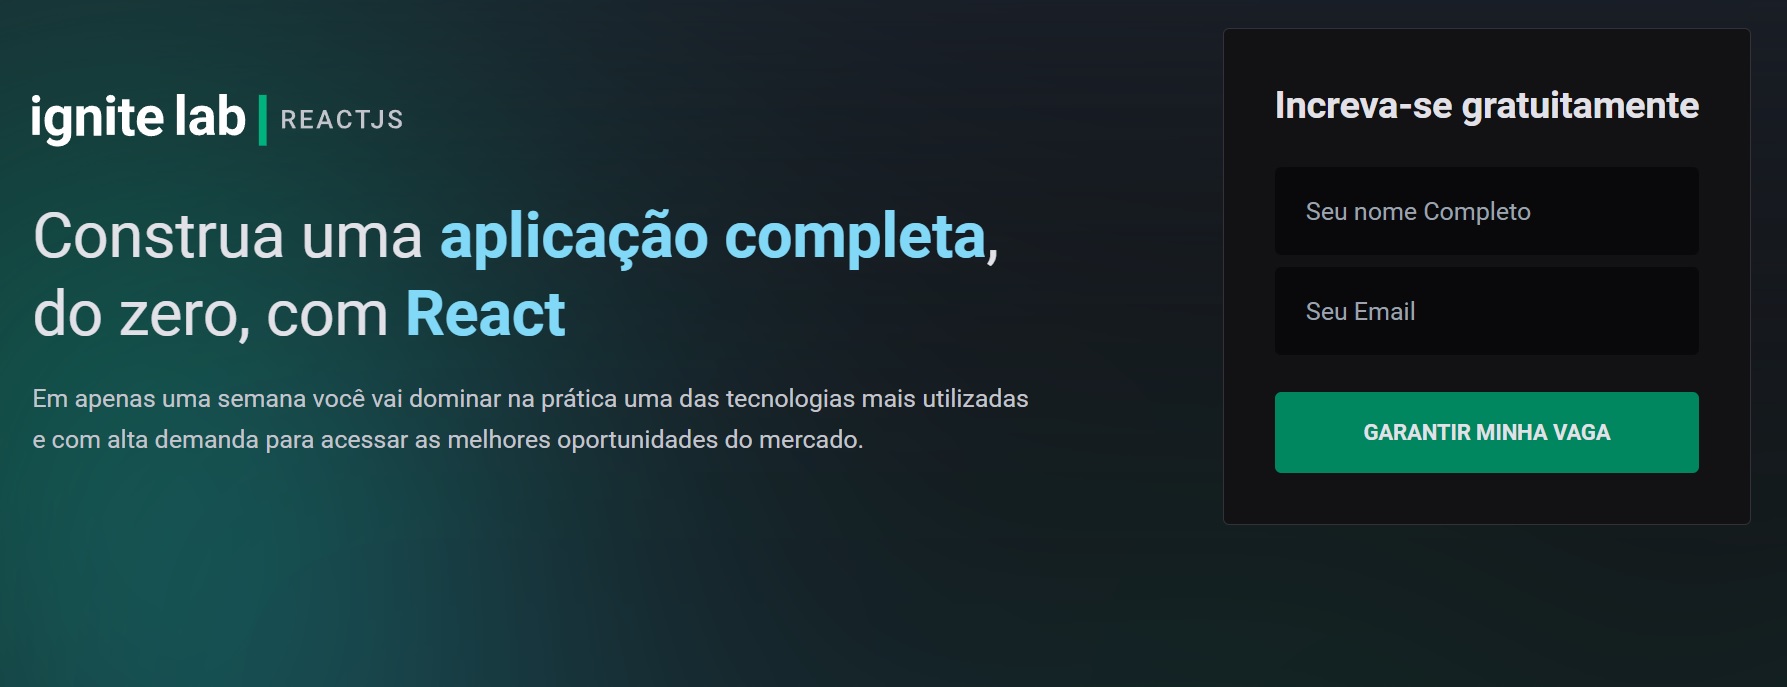 ignite lab | REACTJS
Construa uma aplicação completa,
do zero, com React
Em apenas uma semana você vai dominar na prática uma das tecnologias mais utilizadas
e com alta demanda para acessar as melhores oportunidades do mercado.
Increva-se gratuitamente
Seu nome Completo
Seu Email
GARANTIR MINHA VAGA